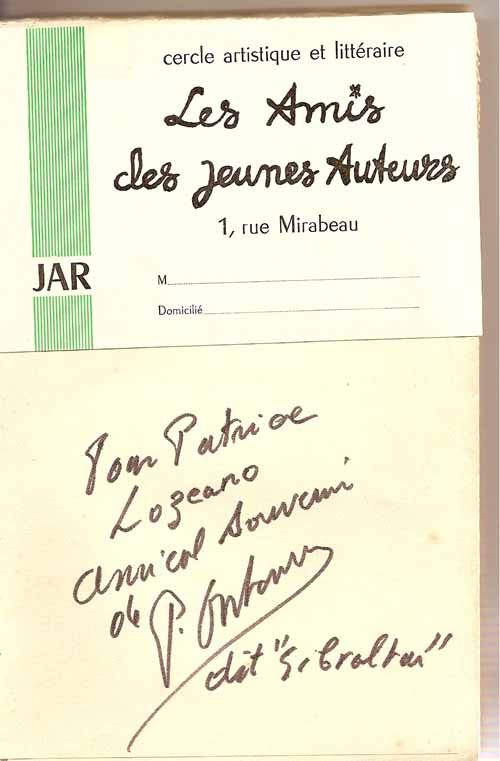 cercle artistique et littéraire
Les Amis
des jeunes Auteurs
1, rue Mirabeau
JAR
M
Domicilié
Pour Patrice
Lozeano
amical souvenir
de P.
dit "Gibraltar"